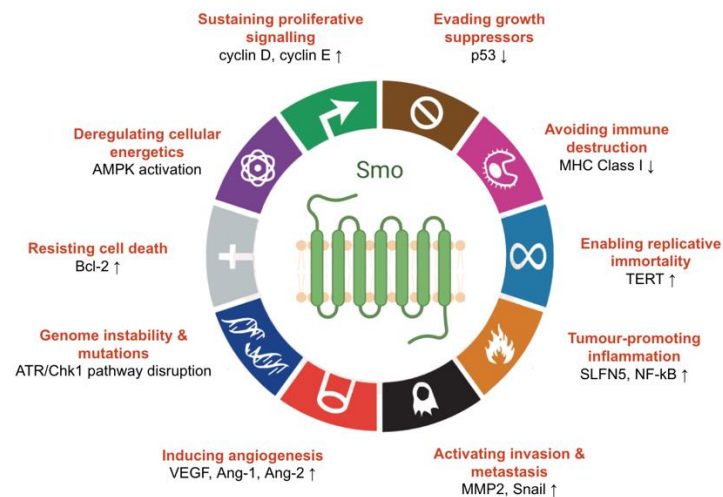 Sustaining proliferative
signalling
cyclin D, cyclin E ↑
Evading growth
suppressors
p53 ↓
Deregulating cellular
energetics
AMPK activation
Avoiding immune
destruction
MHC Class I ↓
Smo
Resisting cell death
Bcl-2 ↑
Enabling replicative
immortality
TERT ↑
Genome instability &
mutations
ATR/Chk1 pathway disruption
Tumour-promoting
inflammation
SLFN5, NF-kB ↑
Inducing angiogenesis
VEGF, Ang-1, Ang-2 ↑
Activating invasion &
metastasis
MMP2, Snail ↑